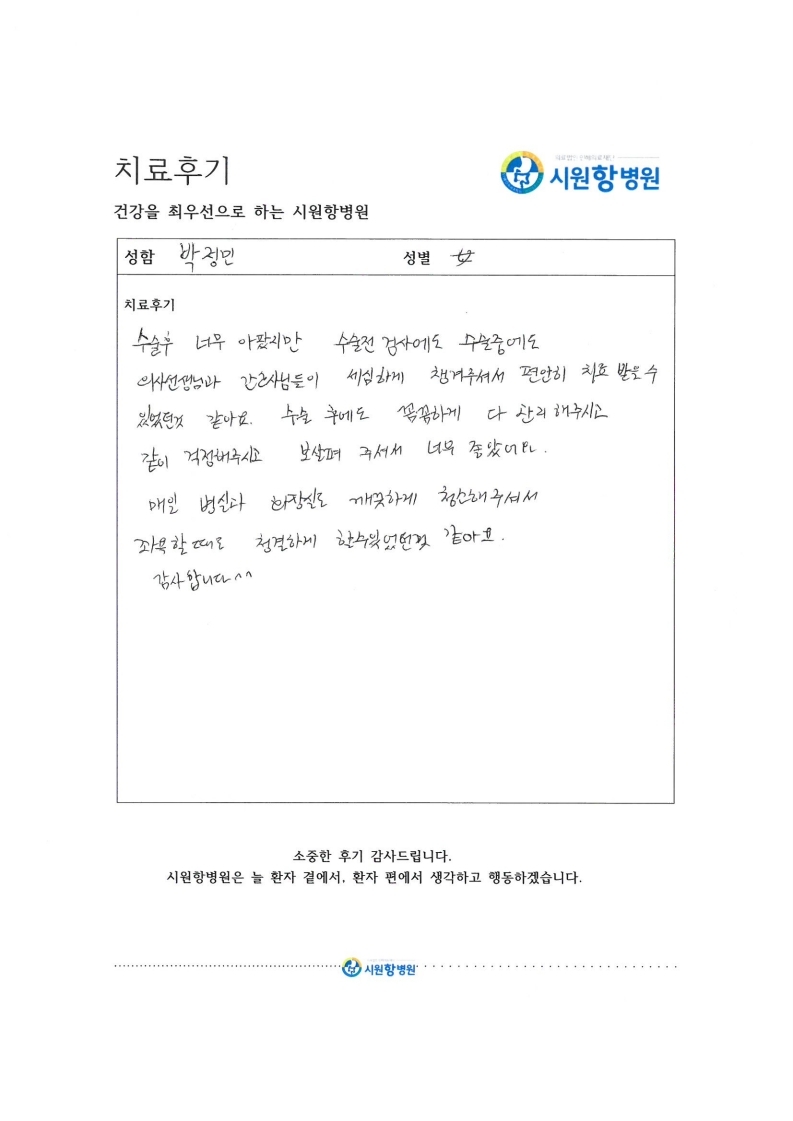 치료후기
시원항병원
건강을 최우선으로 하는 시원항병원
성함 박정민 성별 女
치료후기
수술후 너무 아팠지만 수술전 검사에도 수술중에도
의사선생님과 간호사님들이 세심하게 챙겨주셔서 편안히 치료 받을수
있었던것 같아요. 수술 후에도 꼼꼼하게 다 관리해주시고
같이 걱정해주시고 보살펴 주셔서 너무 좋았어요.
매일 병실과 화장실도 깨끗하게 청소해주셔서
좌욕할때도 청결하게 할수있었던것 같아요.
감사합니다^^
소중한 후기 감사드립니다.
시원항병원은 늘 환자 곁에서, 환자 편에서 생각하고 행동하겠습니다.
시원항병원